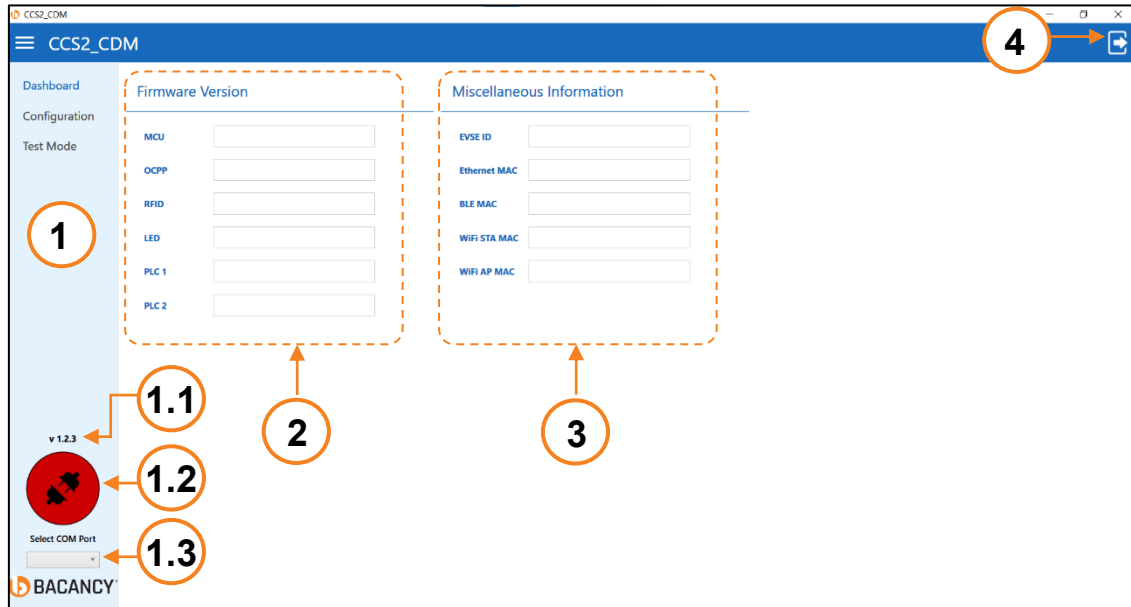 CCS2_CDM
CCS2_CDM
4
Dashboard
Configuration
Test Mode
1
Firmware Version
MCU
OCPP
RFID
LED
PLC 1
PLC 2
Miscellaneous Information
EVSE ID
Ethernet MAC
BLE MAC
WiFi STA MAC
WiFi AP MAC
2
3
1.1
v 1.2.3
1.2
Select COM Port
1.3
BACANCY